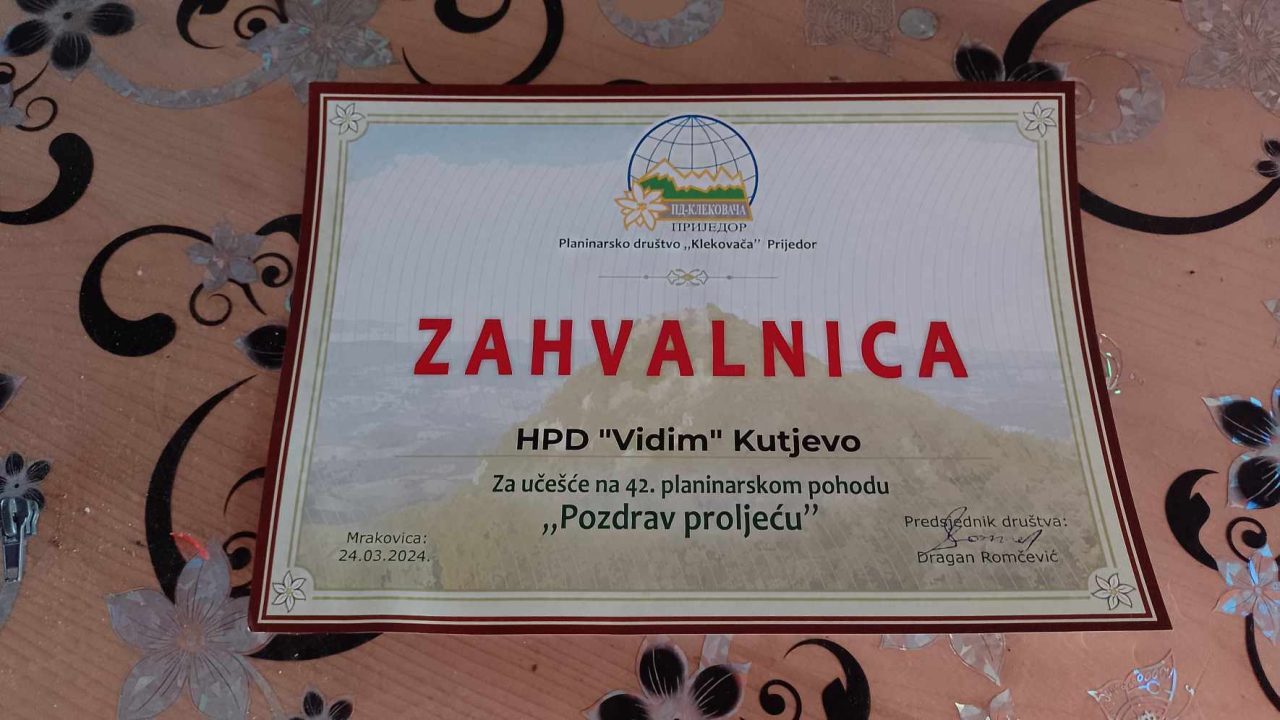 ПД-КЛЕКОВАЧА
ПРИЈЕДОР
Planinarsko društvo ,,Klekovača’’ Prijedor
ZAHVALNICA
HPD "Vidim" Kutjevo
Za učešće na 42. planinarskom pohodu
,,Pozdrav proljeću’’
Mrakovica:
24.03.2024.
Predsjednik društva:
Dragan Romčević